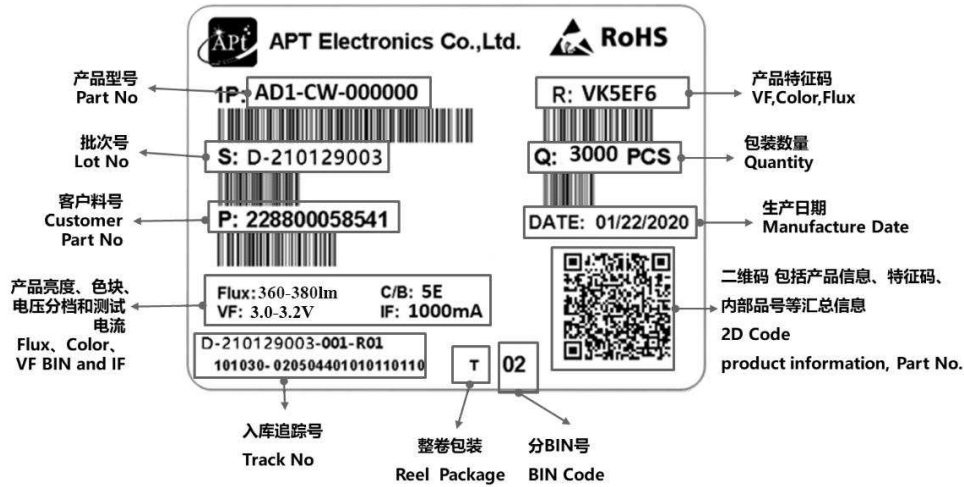 APT APT Electronics Co.,Ltd. RoHS
产品型号
Part No
1P: AD1-CW-000000
R: VK5EF6
产品特征码
VF,Color,Flux
批次号
Lot No
S: D-210129003
Q: 3000 PCS
包装数量
Quantity
客户料号
Customer
Part No
P: 228800058541
DATE: 01/22/2020
生产日期
Manufacture Date
产品亮度、色块、
电压分档和测试
电流
Flux、Color、
VF BIN and IF
Flux:360-380lm C/B: 5E
VF: 3.0-3.2V IF: 1000mA
二维码 包括产品信息、特征码、
内部品号等汇总信息
2D Code
product information, Part No.
D-210129003-001-R01
101030-020504401010110110
T
02
入库追踪号
Track No
整卷包装
Reel Package
分BIN号
BIN Code